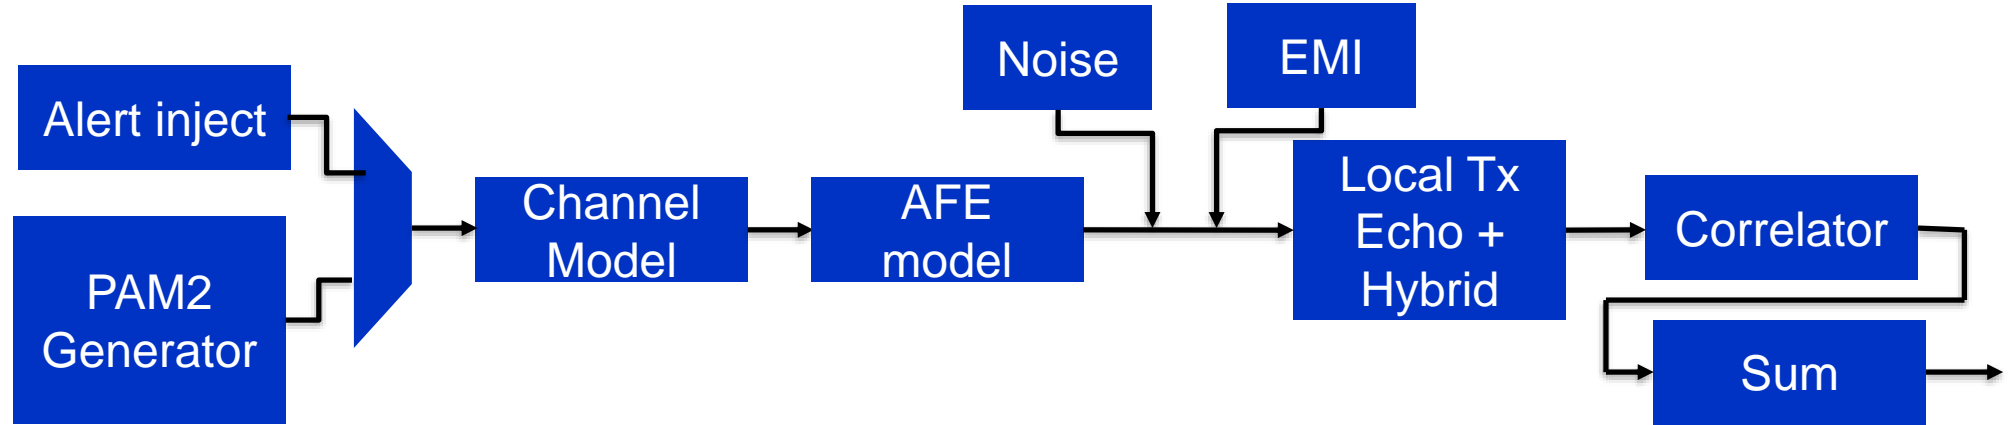 Alert inject
PAM2
Generator
Channel
Model
AFE
model
Noise
EMI
Local Tx
Echo +
Hybrid
Correlator
Sum